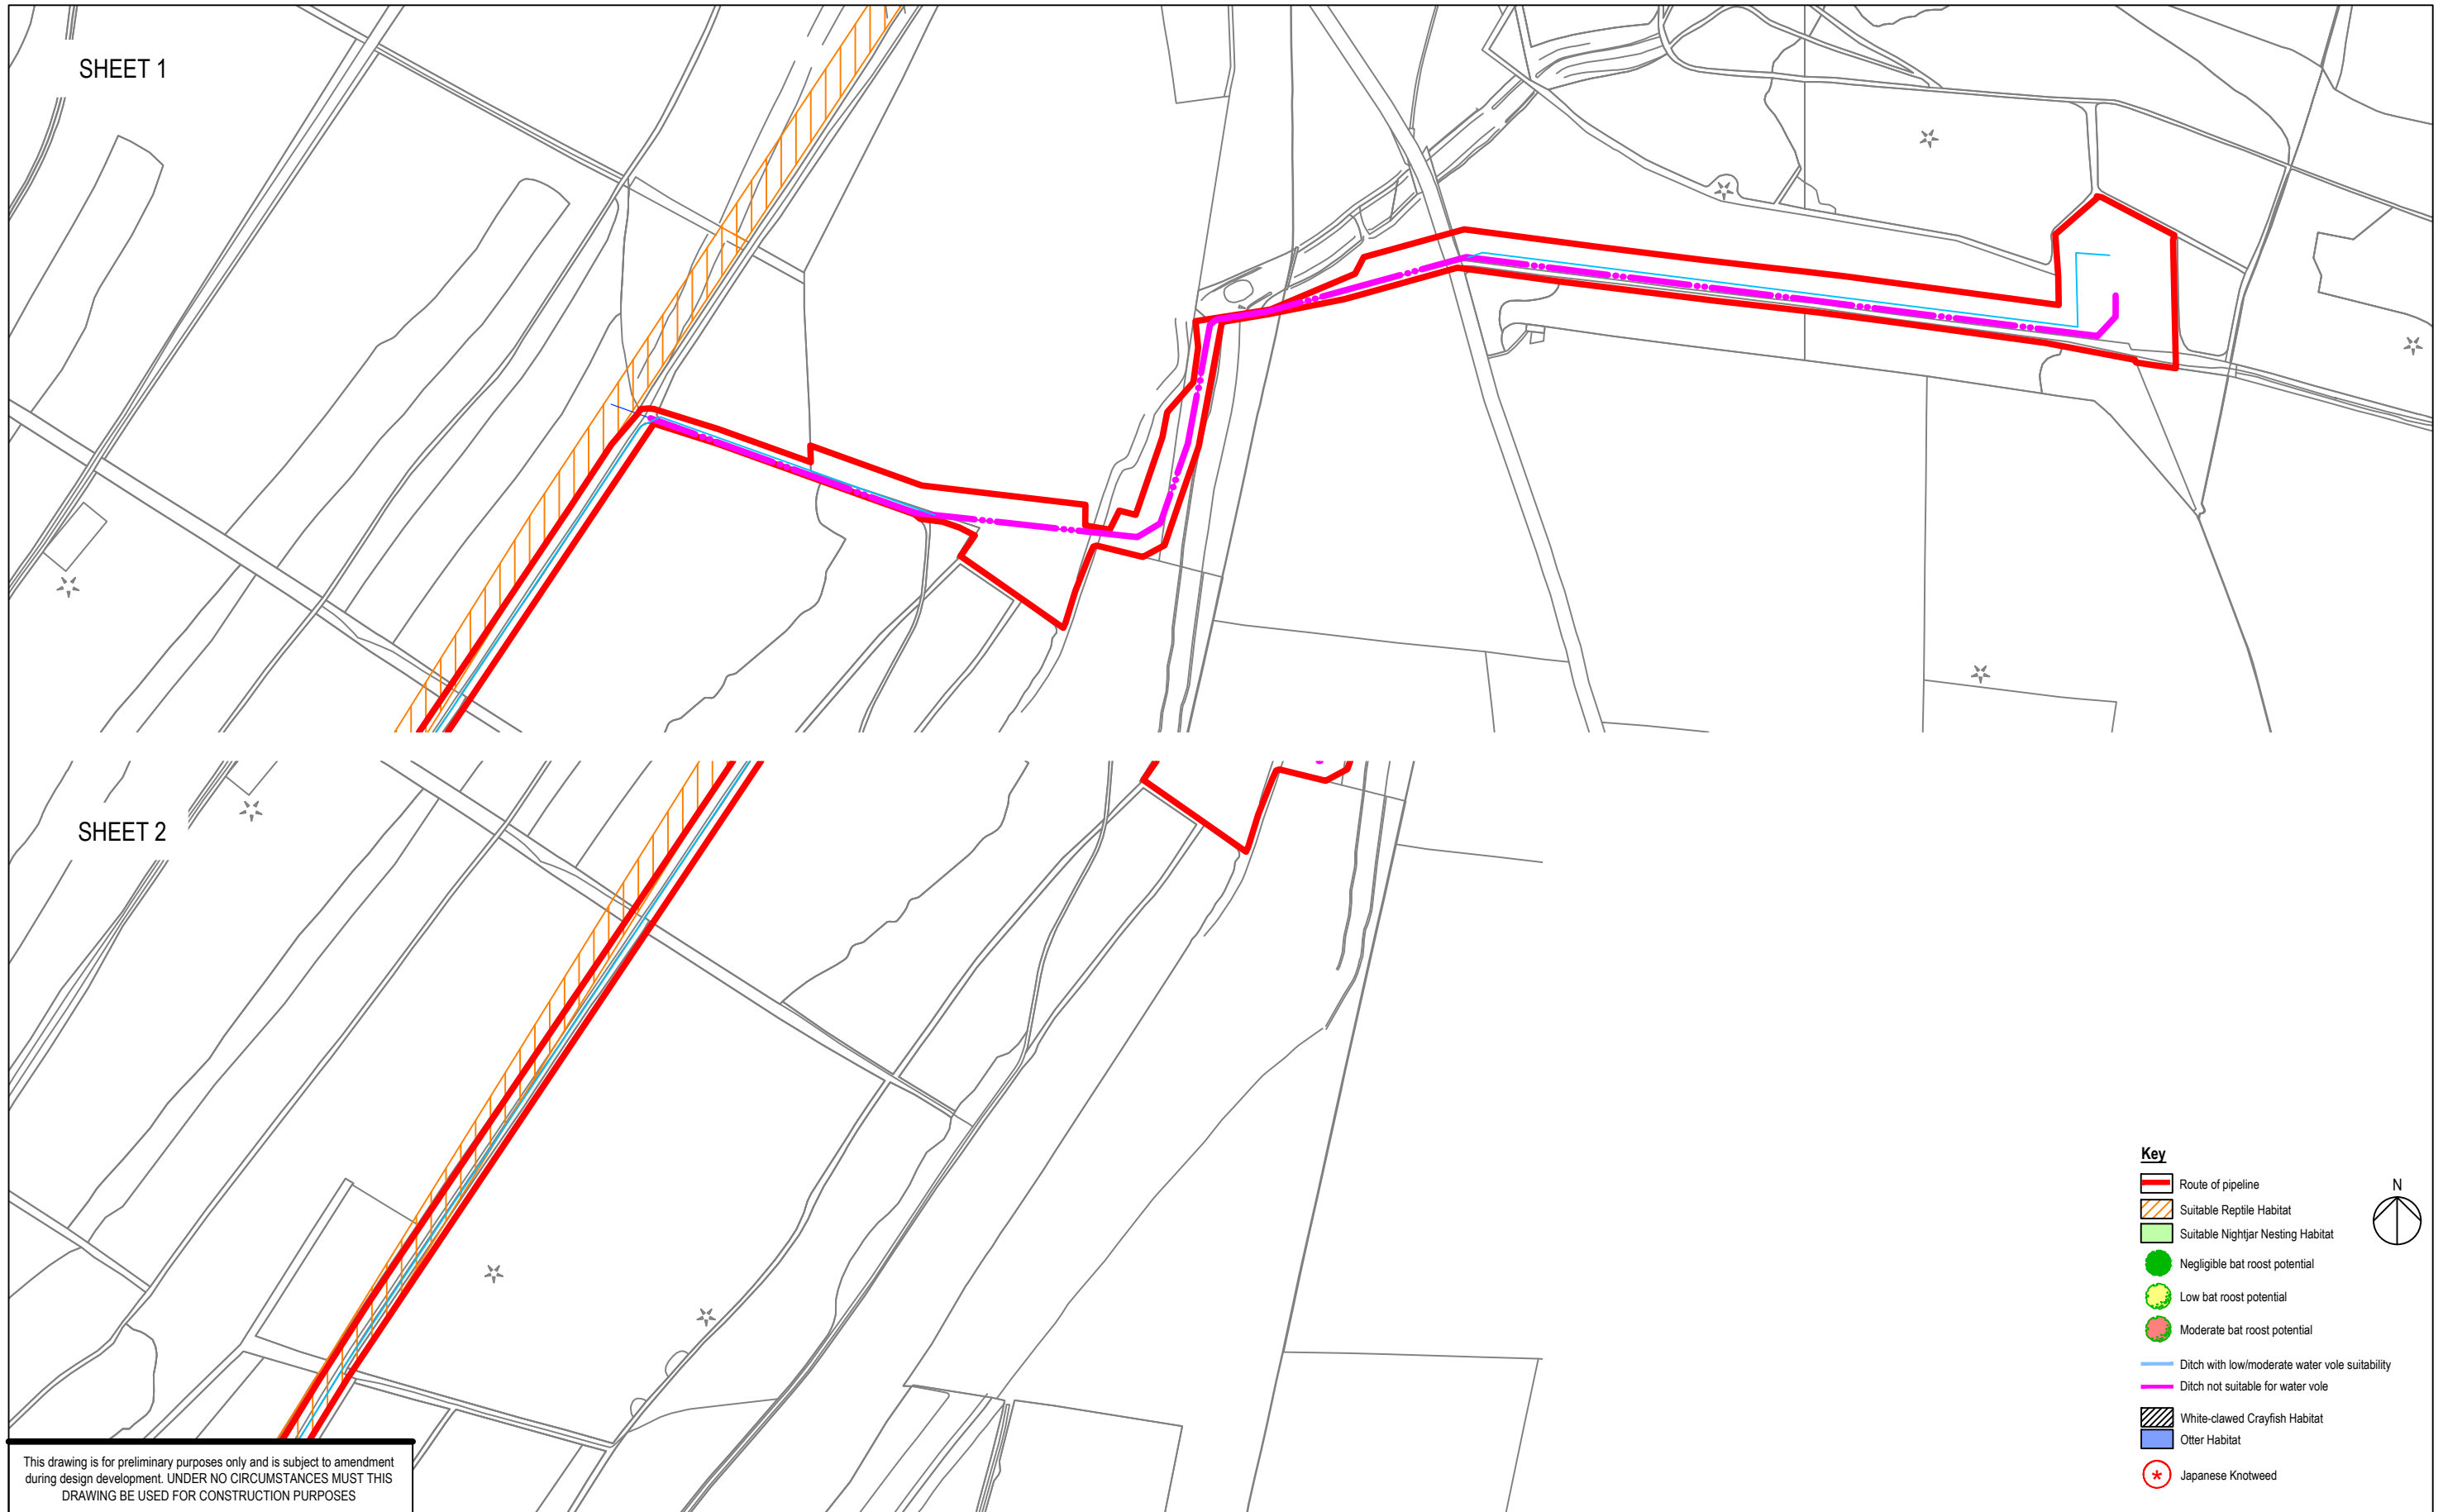 SHEET 1
SHEET 2
Key
Route of pipeline
Suitable Reptile Habitat
Suitable Nightjar Nesting Habitat
Negligible bat roost potential
Low bat roost potential
Moderate bat roost potential
Ditch with low/moderate water vole suitability
Ditch not suitable for water vole
White-clawed Crayfish Habitat
Otter Habitat
Japanese Knotweed
N
This drawing is for preliminary purposes only and is subject to amendment
during design development. UNDER NO CIRCUMSTANCES MUST THIS
DRAWING BE USED FOR CONSTRUCTION PURPOSES